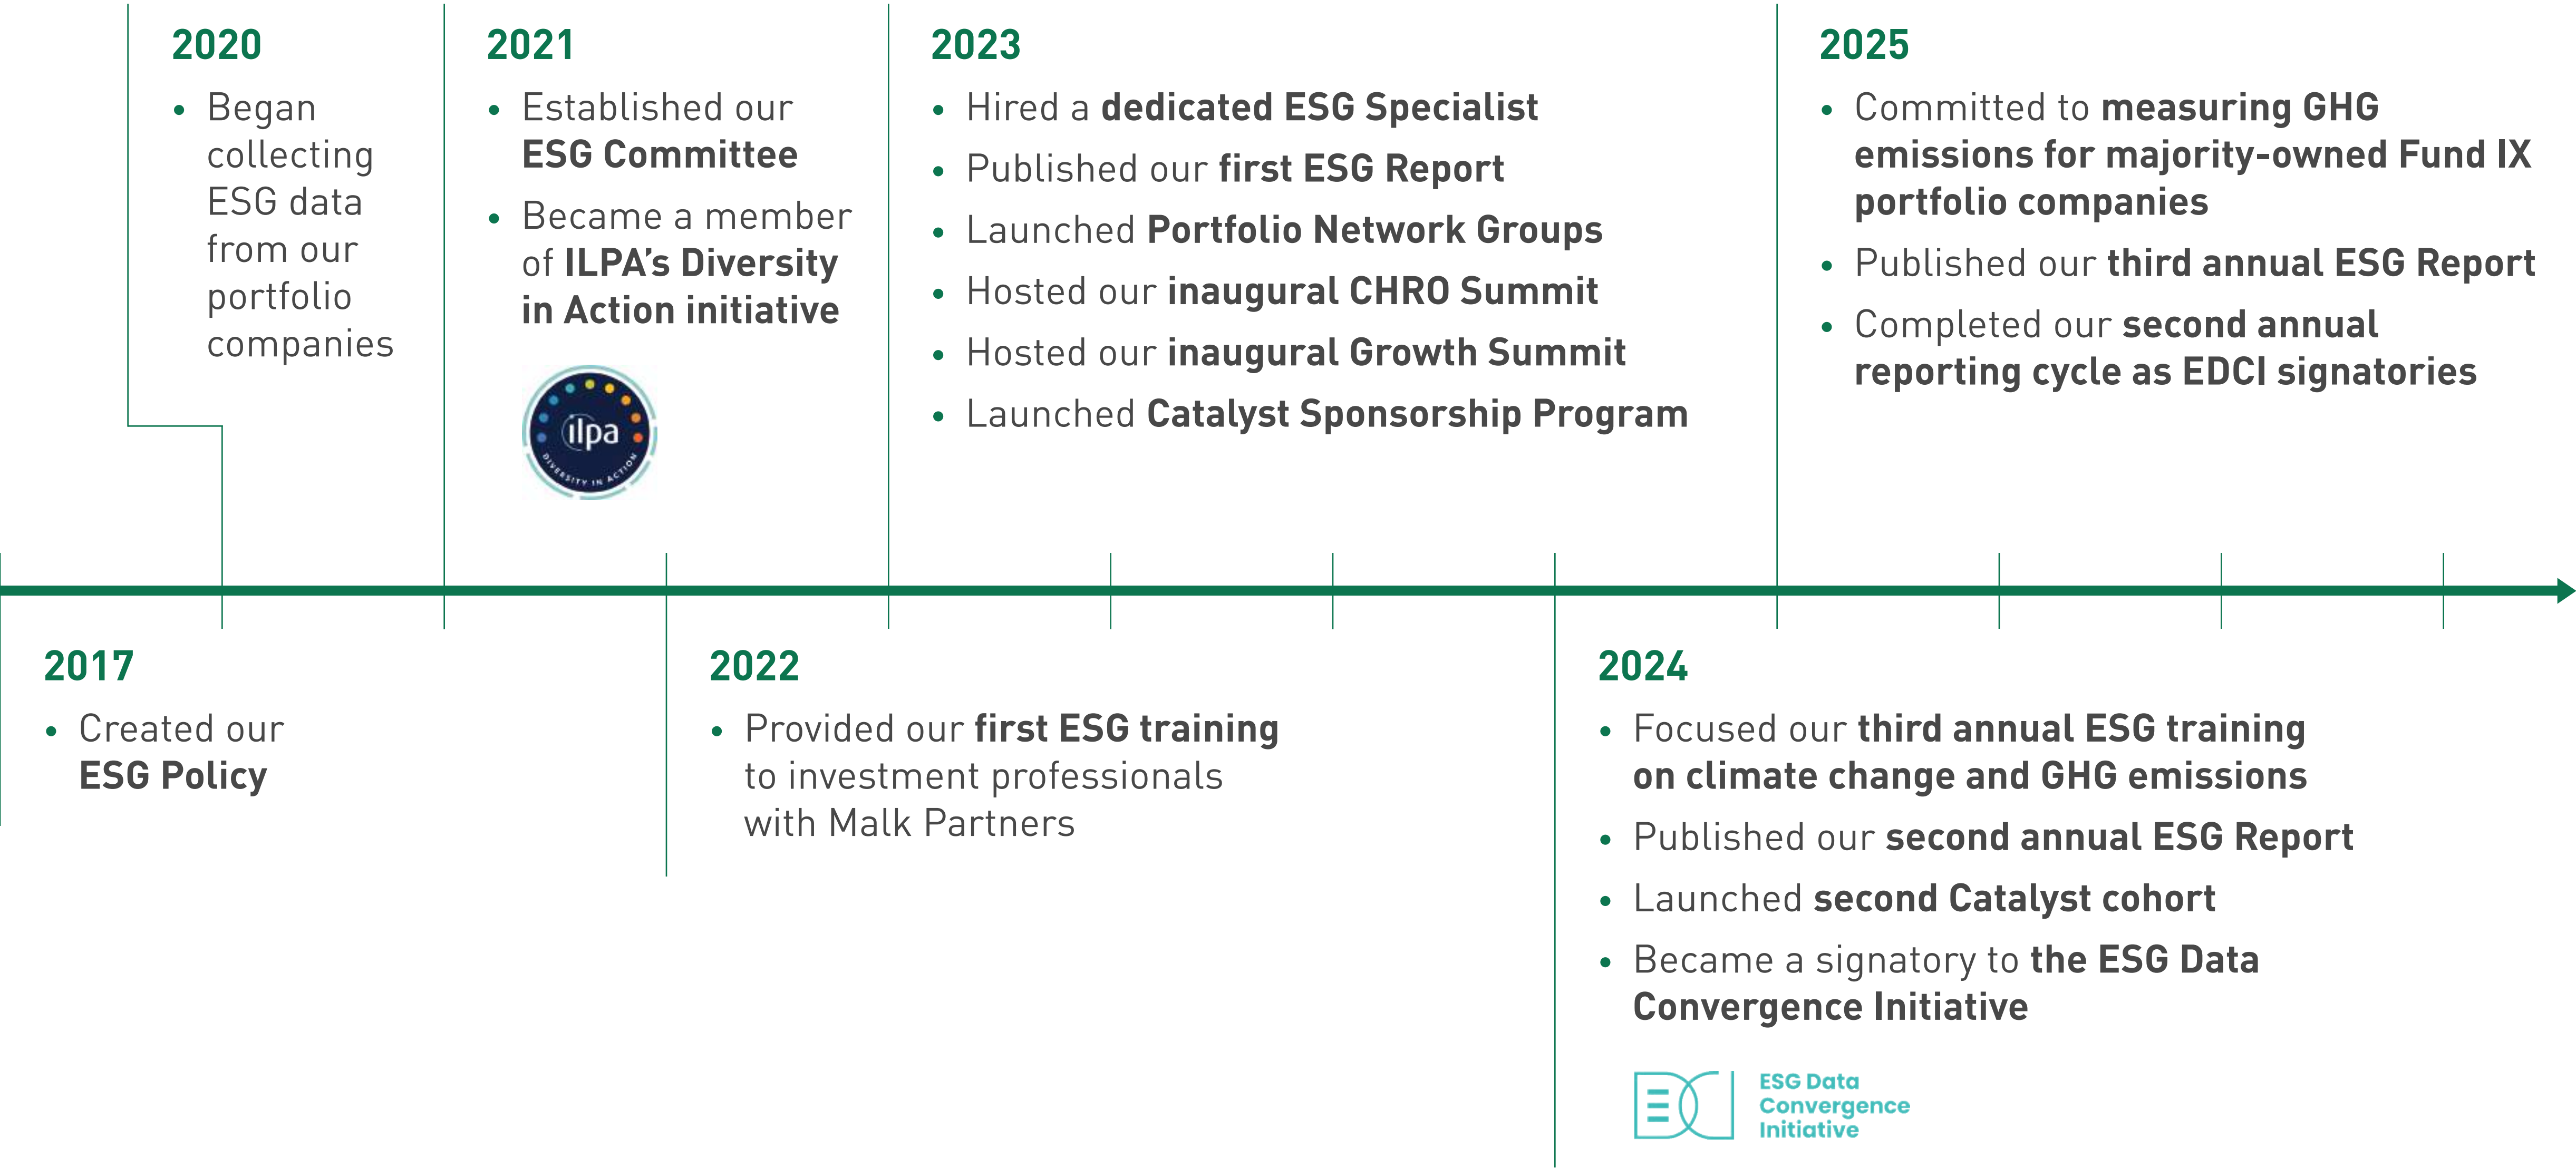 2020
• Began
collecting
ESG data
from our
portfolio
companies
2021
• Established our
ESG Committee
• Became a member
of ILPA’s Diversity
in Action initiative
ilpa
DIVERSITY IN ACTION
2023
• Hired a dedicated ESG Specialist
• Published our first ESG Report
• Launched Portfolio Network Groups
• Hosted our inaugural CHRO Summit
• Hosted our inaugural Growth Summit
• Launched Catalyst Sponsorship Program
2025
• Committed to measuring GHG
emissions for majority-owned Fund IX
portfolio companies
• Published our third annual ESG Report
• Completed our second annual
reporting cycle as EDCI signatories
2017
• Created our
ESG Policy
2022
• Provided our first ESG training
to investment professionals
with Malk Partners
2024
• Focused our third annual ESG training
on climate change and GHG emissions
• Published our second annual ESG Report
• Launched second Catalyst cohort
• Became a signatory to the ESG Data
Convergence Initiative
EDCI
ESG Data
Convergence
Initiative